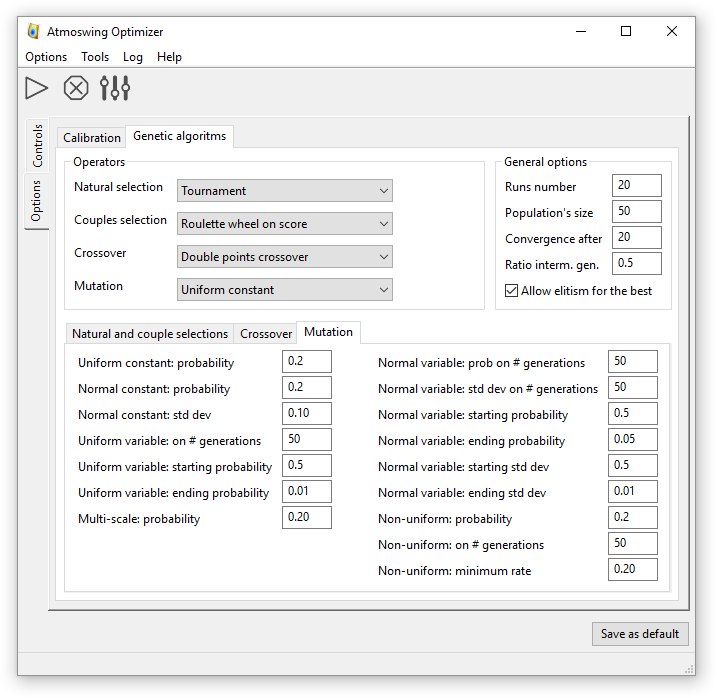 Atmoswing Optimizer
Options Tools Log Help
Controls
Options
Calibration Genetic algoritms
Operators
Natural selection Tournament
Couples selection Roulette wheel on score
Crossover Double points crossover
Mutation Uniform constant
General options
Runs number 20
Population's size 50
Convergence after 20
Ratio interm. gen. 0.5
Allow elitism for the best
Natural and couple selections Crossover Mutation
Uniform constant: probability 0.2
Normal constant: probability 0.2
Normal constant: std dev 0.10
Uniform variable: on # generations 50
Uniform variable: starting probability 0.5
Uniform variable: ending probability 0.01
Multi-scale: probability 0.20
Normal variable: prob on # generations 50
Normal variable: std dev on # generations 50
Normal variable: starting probability 0.5
Normal variable: ending probability 0.05
Normal variable: starting std dev 0.5
Normal variable: ending std dev 0.01
Non-uniform: probability 0.2
Non-uniform: on # generations 50
Non-uniform: minimum rate 0.20
Save as default